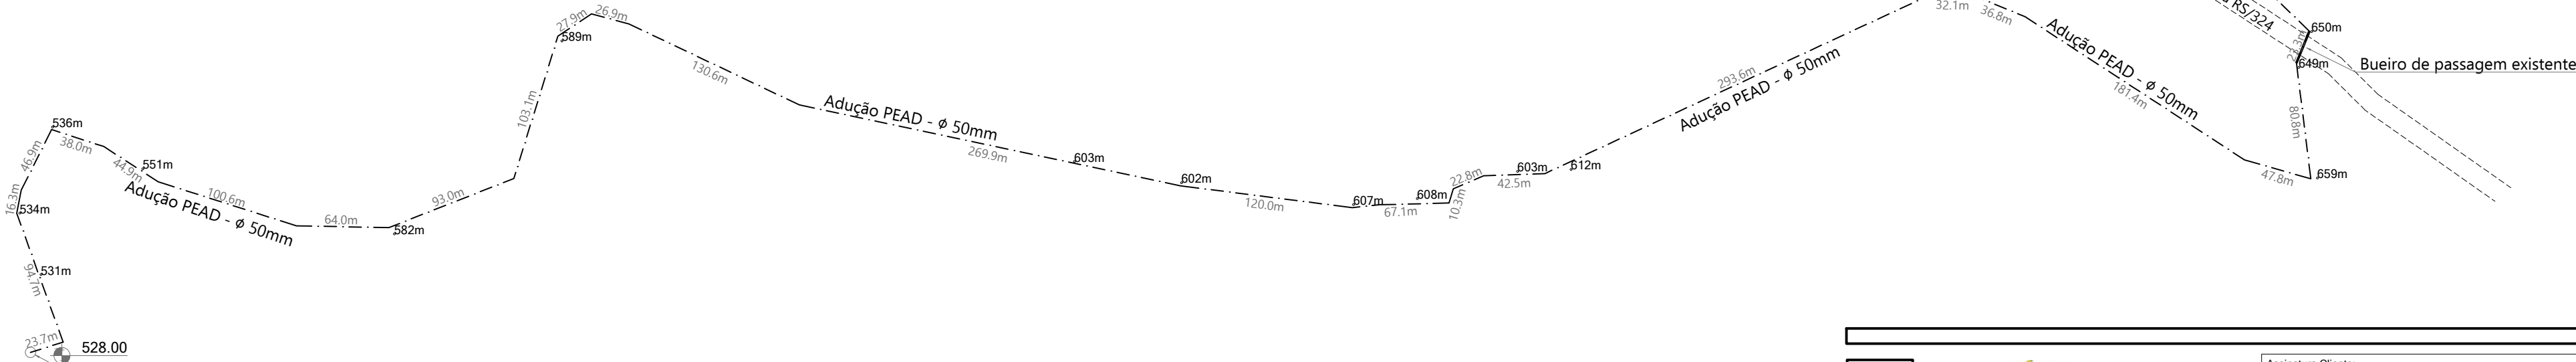 27.9m
26.9m
589m
130.6m
103.1m
Adução PEAD - ϕ 50mm
269.9m
603m
602m
120.0m
607m
67.1m
608m
10.3m
22.8m
603m
42.5m
612m
293.6m
Adução PEAD - ϕ 50mm
32.1m
36.8m
Adução PEAD - ϕ 50mm
181.4m
47.8m
659m
80.8m
649m
650m
RS/324
Bueiro de passagem existente
536m
38.0m
46.9m
44.9m
551m
Adução PEAD - ϕ 50mm
100.6m
64.0m
582m
93.0m
16.3m
534m
531m
94.7m
23.7m
528.00